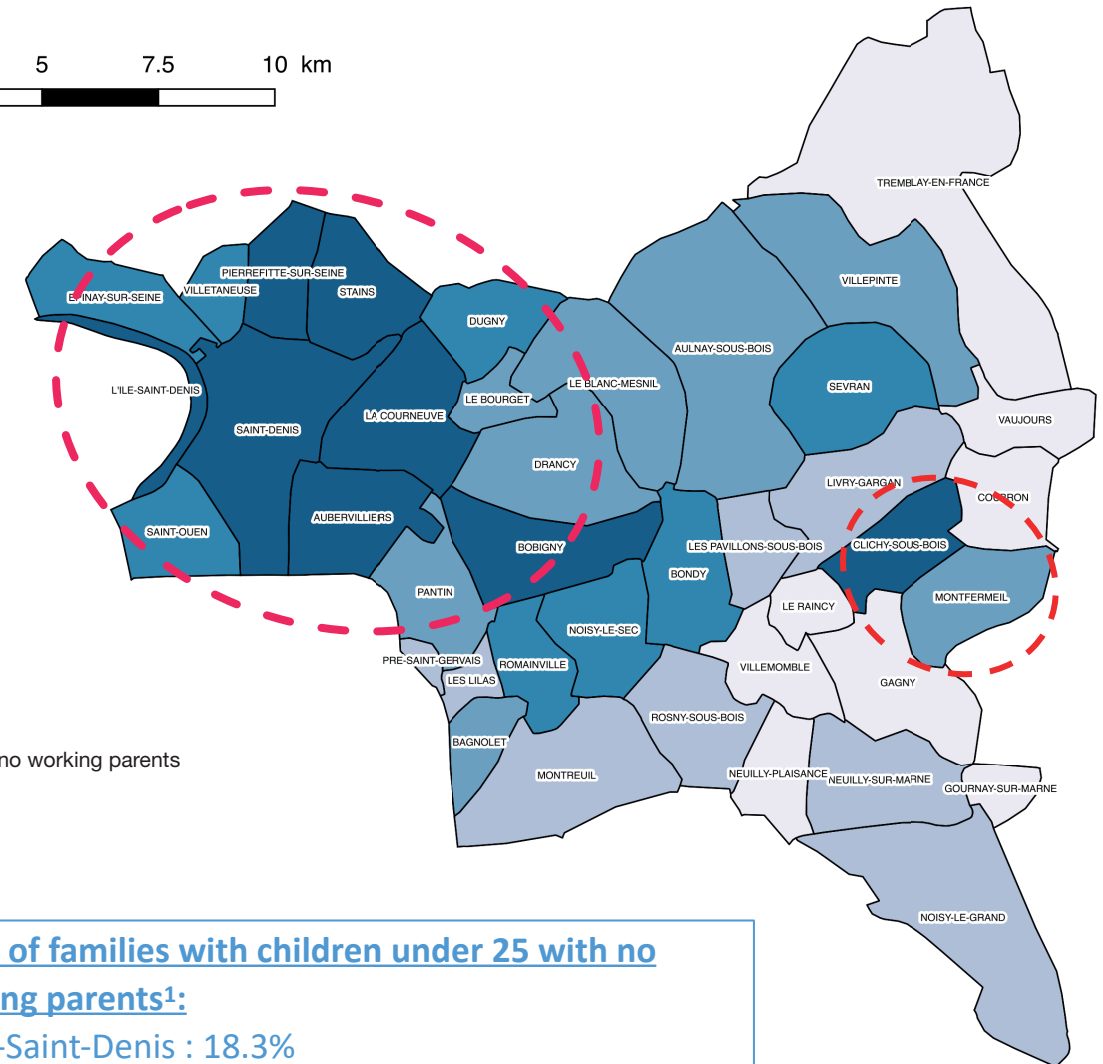 5 7.5 10 km
TREMBLAY-EN-FRANCE
PIERREFITTE-SUR-SEINE
VILLEPINTE
VILLETANEUSE
STAINS
EPINAY-SUR-SEINE
DUGNY
AULNAY-SOUS-BOIS
LE BLANC-MESNIL
SEVRAN
L'ILE-SAINT-DENIS
LE BOURGET
LA COURNEUVE
VAUJOURS
SAINT-DENIS
DRANCY
LIVRY-GARGAN
COUBRON
AUBERVILLIERS
SAINT-OUEN
BOBIGNY
LES PAVILLONS-SOUS-BOIS
CLICHY-SOUS-BOIS
BONDY
PANTIN
MONTFERMEIL
LE RAINCY
NOISY-LE-SEC
PRE-SAINT-GERVAIS
ROMAINVILLE
VILLEMOMBLE
LES LILAS
GAGNY
ROSNY-SOUS-BOIS
BAGNOLET
no working parents
MONTREUIL
NEUILLY-PLAISANCE
NEUILLY-SUR-MARNE
GOURNAY-SUR-MARNE
NOISY-LE-GRAND
of families with children under 25 with no
ng parents¹:
-Saint-Denis : 18.3%